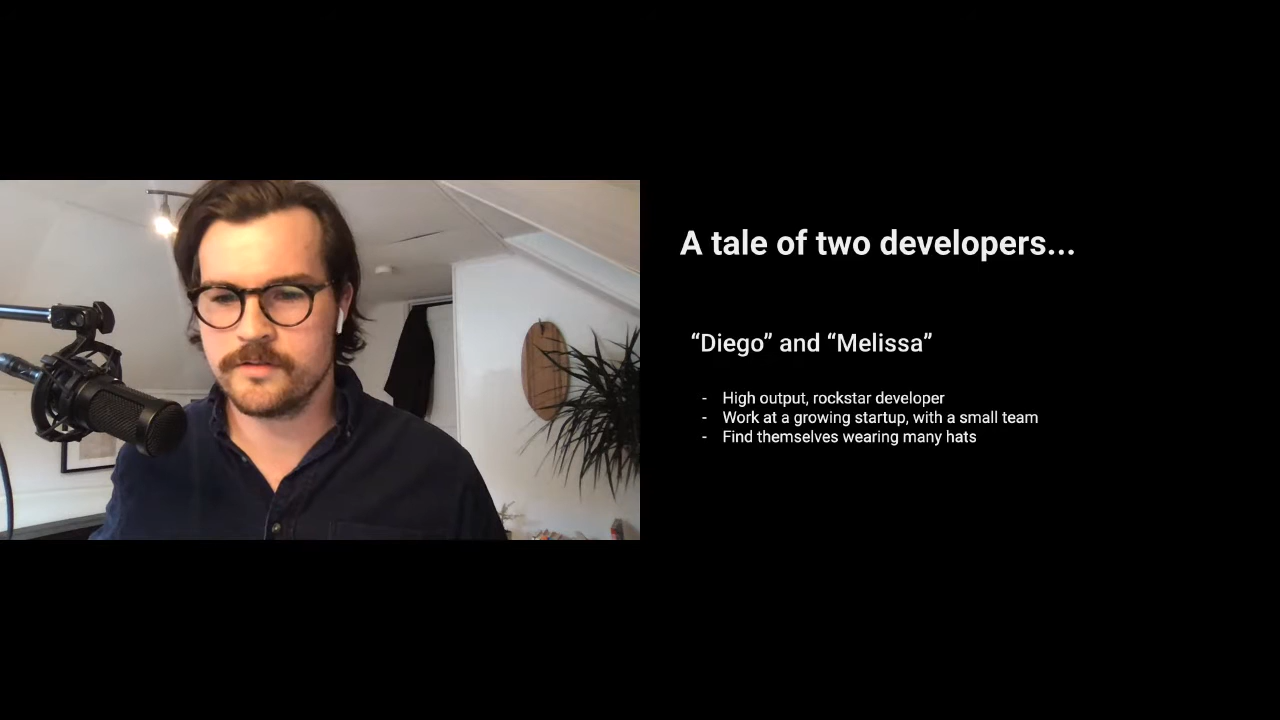 A tale of two developers...
“Diego” and “Melissa”
- High output, rockstar developer
- Work at a growing startup, with a small team
- Find themselves wearing many hats